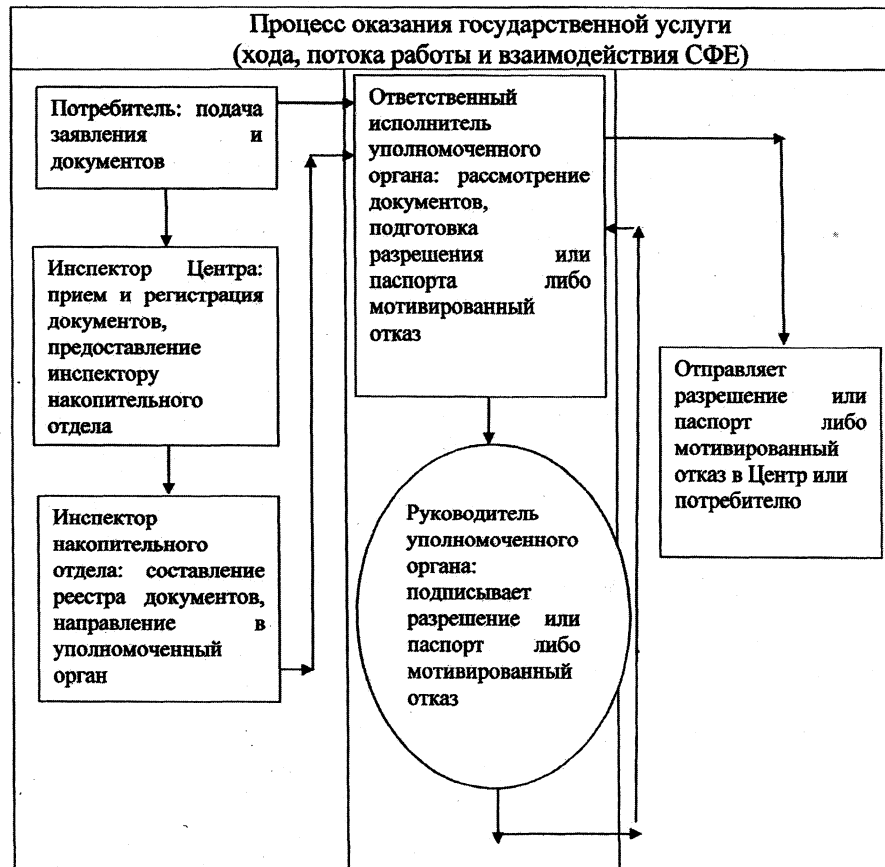 Процесс оказания государственной услуги
(хода, потока работы и взаимодействия СФЕ)
Потребитель: подача
заявления и
документов
Инспектор Центра:
прием и регистрация
документов,
предоставление
инспектору
накопительного
отдела
Инспектор
накопительного
отдела: составление
реестра документов,
направление в
уполномоченный
орган
Ответственный
исполнитель
уполномоченного
органа: рассмотрение
документов,
подготовка
разрешения или
паспорта либо
мотивированный
отказ
Руководитель
уполномоченного
органа:
подписывает
разрешение или
паспорт либо
мотивированный
отказ
Отправляет
разрешение или
паспорт либо
мотивированный
отказ в Центр или
потребителю